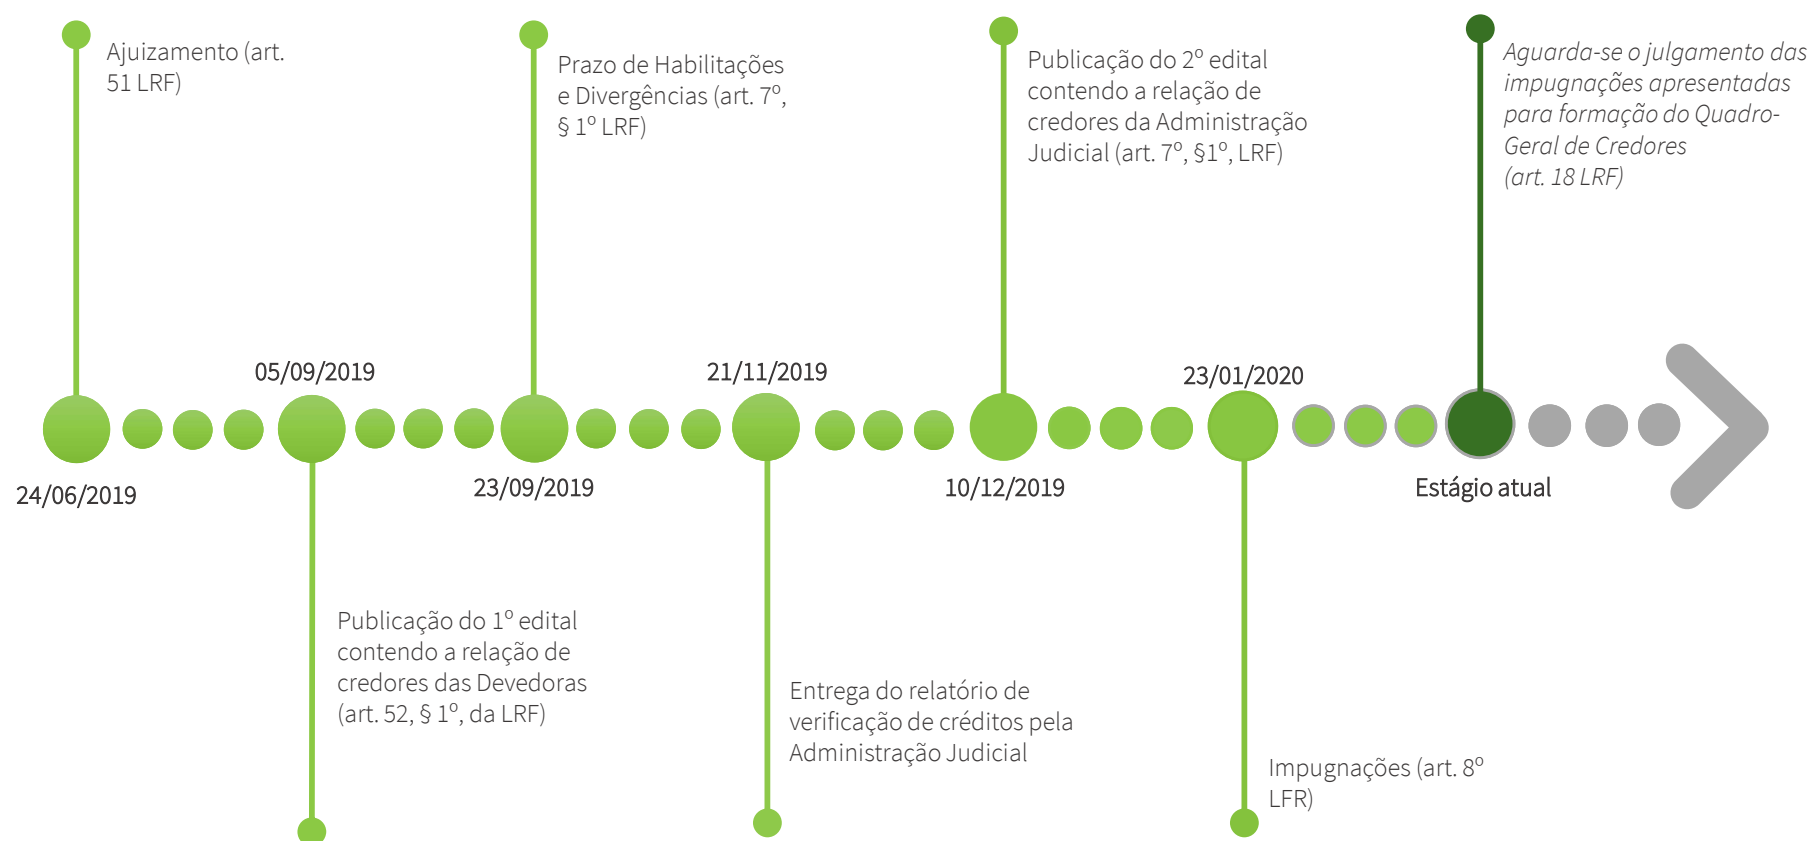 Ajuizamento (art.
51 LRF)
Prazo de Habilitações
e Divergências (art. 7º,
§ 1º LRF)
Publicação do 2º edital
contendo a relação de
credores da Administração
Judicial (art. 7º, §1º, LRF)
Aguarda-se o julgamento das
impugnações apresentadas
para formação do Quadro-
Geral de Credores
(art. 18 LRF)
05/09/2019
21/11/2019
23/01/2020
24/06/2019
23/09/2019
10/12/2019
Estágio atual
Publicação do 1º edital
contendo a relação de
credores das Devedoras
(art. 52, § 1º, da LRF)
Entrega do relatório de
verificação de créditos pela
Administração Judicial
Impugnações (art. 8º
LFR)